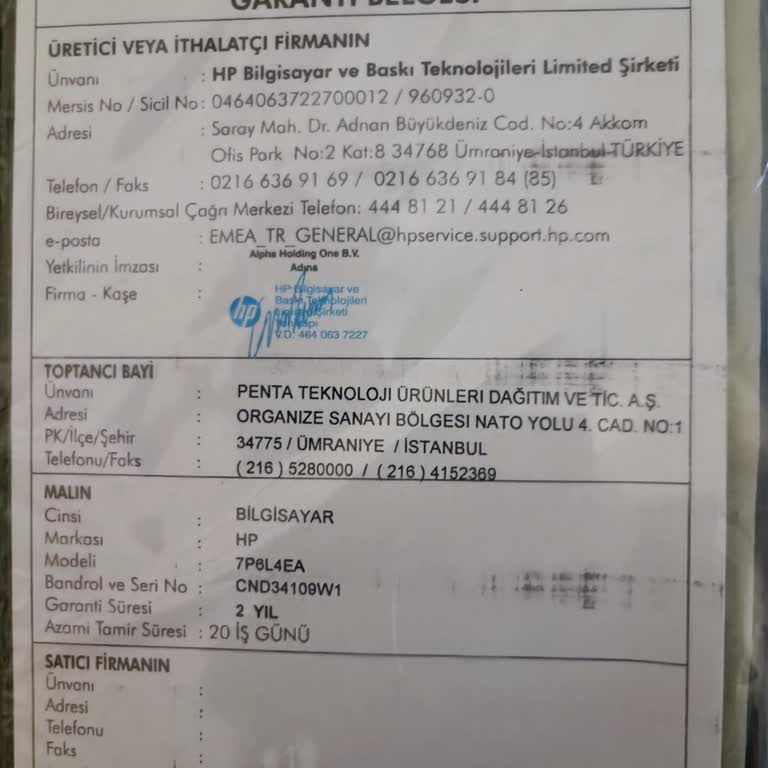 GARANTİ BELGESİ
ÜRETİCİ VEYA İTHALATÇI FİRMANIN
Ünvanı : HP Bilgisayar ve Baskı Teknolojileri Limited Şirketi
Mersis No / Sicil No : 0464063722700012 / 960932-0
Adresi : Saray Mah. Dr. Adnan Büyükdeniz Cad. No:4 Akkom
Ofis Park No:2 Kat:8 34768 Ümraniye-İstanbul-TÜRKİYE
Telefon / Faks : 0216 636 91 69 / 0216 636 91 84 (85)
Bireysel/Kurumsal Çağrı Merkezi Telefon: 444 81 21 / 444 81 26
e-posta : EMEA_TR_GENERAL@hpservice.support.hp.com
Alpha Holding One B.V.
Yetkilinin İmzası : Adına
Firma - Kaşe :
hp
HP Bilgisayar ve
Baskı Teknolojileri
Limited Şirketi
V.D: 464 063 7227
TOPTANCI BAYİ
Ünvanı : PENTA TEKNOLOJI ÜRÜNLERI DAĞITIM VE TİC. A.Ş.
Adresi : ORGANIZE SANAYI BÖLGESI NATO YOLU 4. CAD. NO:1
PK/İlçe/Şehir : 34775 / ÜMRANIYE / İSTANBUL
Telefonu/Faks : ( 216 ) 5280000 / ( 216 ) 4152369
MALIN
Cinsi : BİLGİSAYAR
Markası : HP
Modeli : 7P6L4EA
Bandrol ve Seri No : CND34109W1
Garanti Süresi : 2 YIL
Azami Tamir Süresi : 20 İŞ GÜNÜ
SATICI FİRMANIN
Ünvanı :
Adresi :
Telefonu :
Faks :